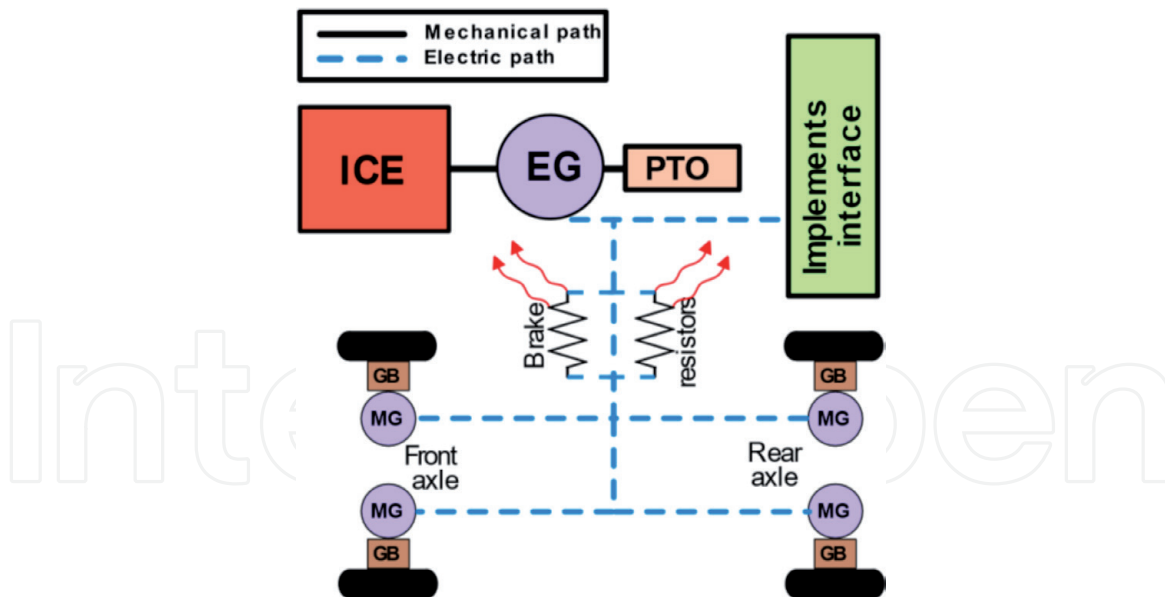 Mechanical path
Electric path
ICE
EG
PTO
Implements
interface
Brake
resistors
GB
GB
MG
MG
Front
axle
Rear
axle
MG
MG
GB
GB